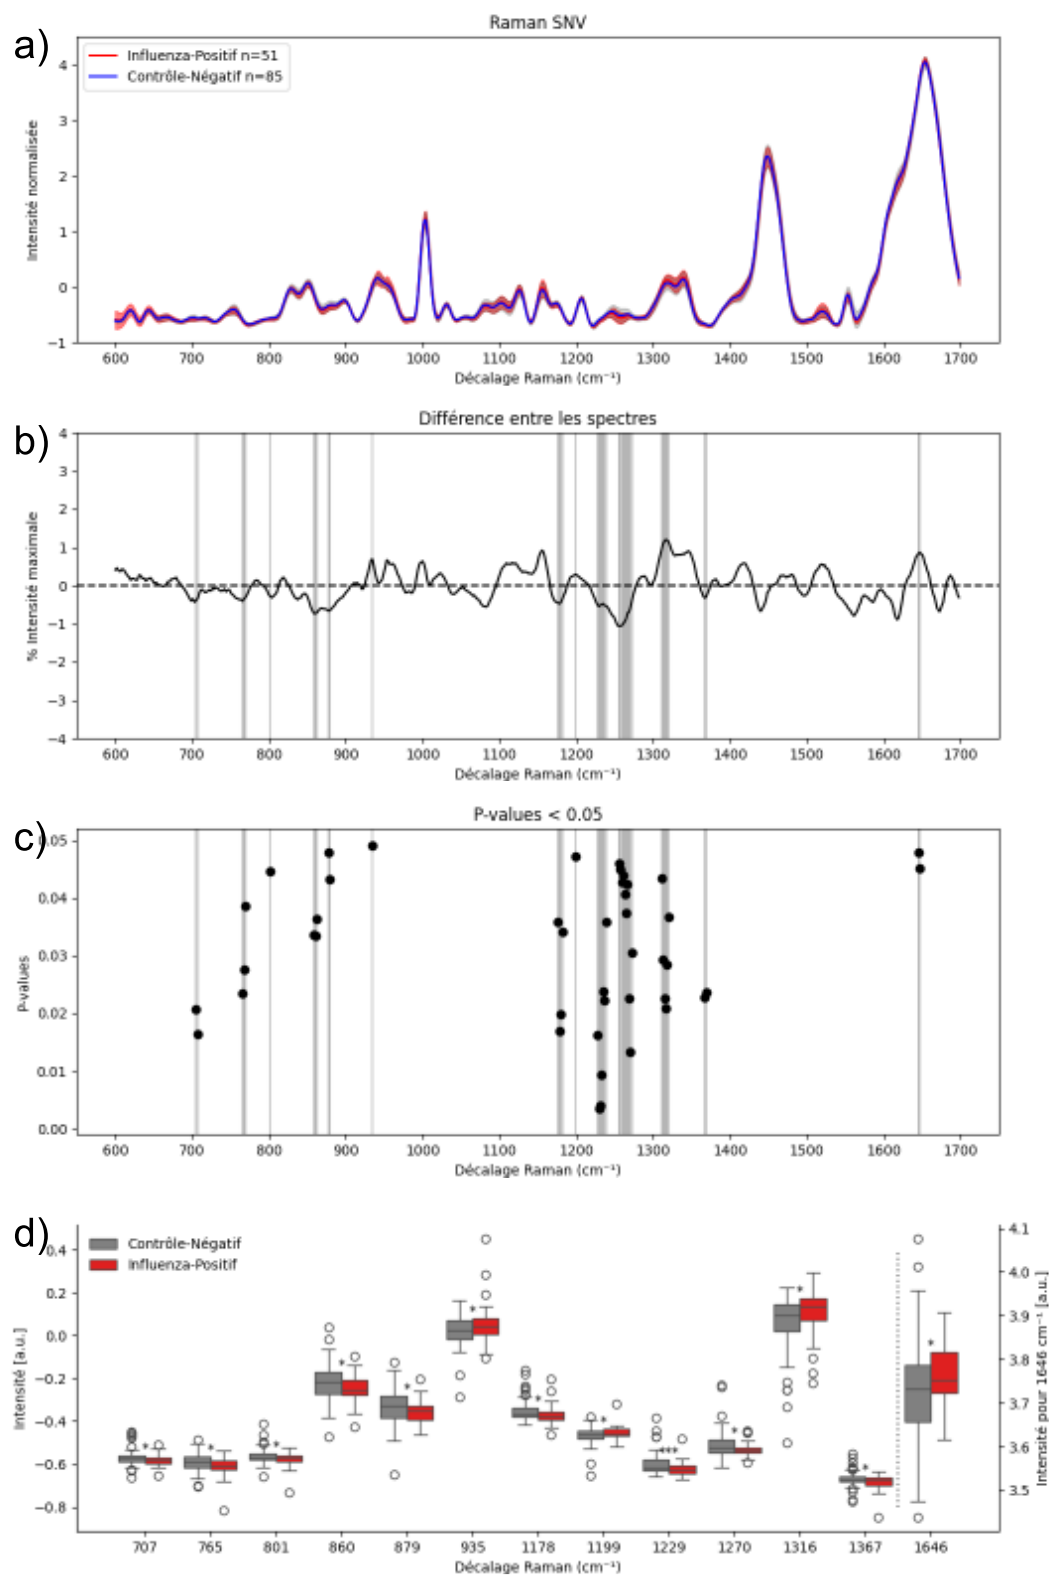 a)
Raman SNV
Influenza-Positif n=51
Contrôle-Négatif n=85
Intensité normalisée
4
3
2
1
0
−1
600 700 800 900 1000 1100 1200 1300 1400 1500 1600 1700
Décalage Raman (cm⁻¹)
b)
Différence entre les spectres
% Intensité maximale
4
3
2
1
0
−1
−2
−3
−4
600 700 800 900 1000 1100 1200 1300 1400 1500 1600 1700
Décalage Raman (cm⁻¹)
c)
P-values < 0.05
P-values
0.05
0.04
0.03
0.02
0.01
0.00
600 700 800 900 1000 1100 1200 1300 1400 1500 1600 1700
Décalage Raman (cm⁻¹)
d)
Contrôle-Négatif
Influenza-Positif
Intensité [a.u.]
0.4
0.2
0.0
−0.2
−0.4
−0.6
−0.8
* * * * * * * * *** * * * *
4.1
4.0
3.9
3.8
3.7
3.6
3.5
Intensité pour 1646 cm⁻¹ [a.u.]
707 765 801 860 879 935 1178 1199 1229 1270 1316 1367 1646
Décalage Raman (cm⁻¹)